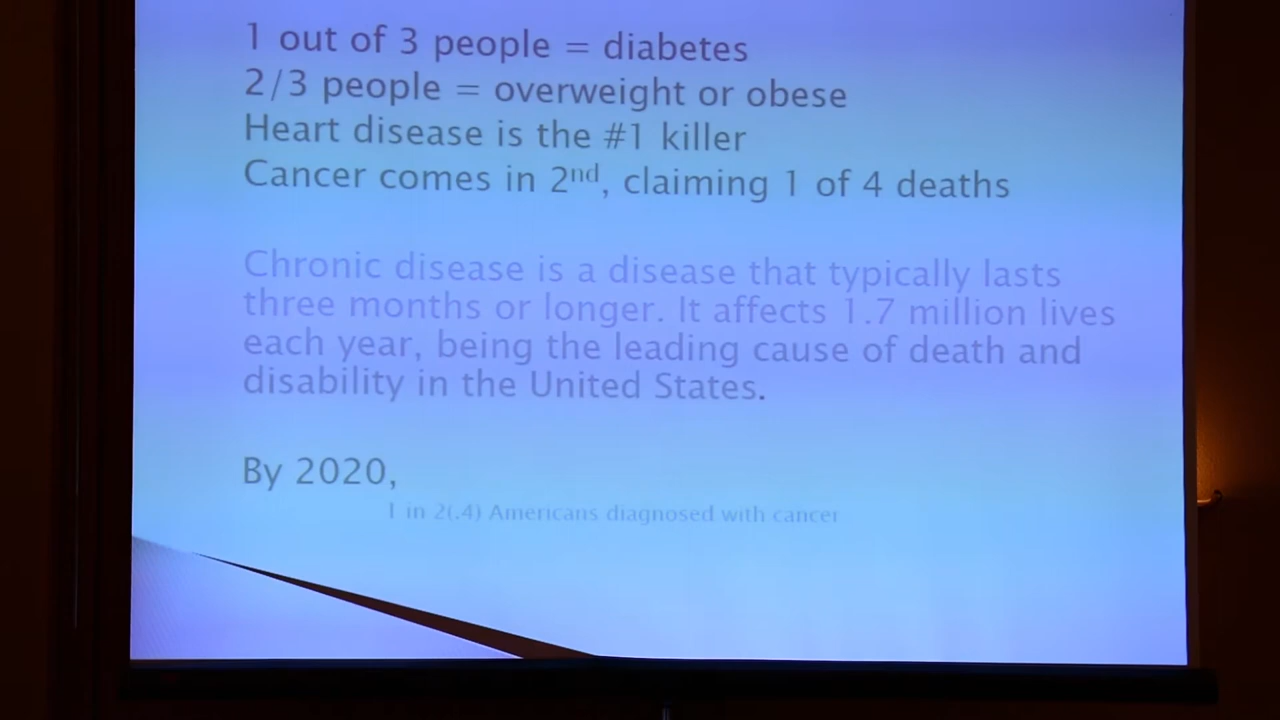 1 out of 3 people = diabetes
2/3 people = overweight or obese
Heart disease is the #1 killer
Cancer comes in 2nd, claiming 1 of 4 deaths
Chronic disease is a disease that typically lasts
three months or longer. It affects 1.7 million lives
each year, being the leading cause of death and
disability in the United States.
By 2020,
1 in 2(.4) Americans diagnosed with cancer